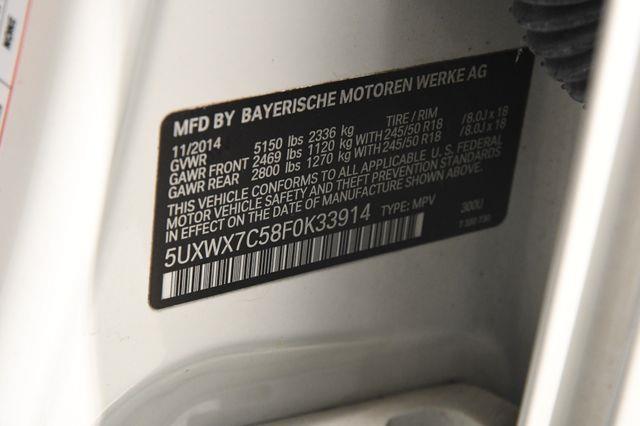 MFD BY BAYERISCHE MOTOREN WERKE AG
11/2014 5150 lbs 2336 kg TIRE / RIM
GVWR
GAWR FRONT 2469 lbs 1120 kg WITH 245/50 R18 /8.0J x 18
GAWR REAR 2800 lbs 1270 kg WITH 245/50 R18 /8.0J x 18
THIS VEHICLE CONFORMS TO ALL APPLICABLE U.S. FEDERAL
MOTOR VEHICLE SAFETY AND THEFT PREVENTION STANDARDS
IN EFFECT ON THE DATE OF MANUFACTURE SHOWN ABOVE.
5UXWX7C58F0K33914 TYPE: MPV 300U